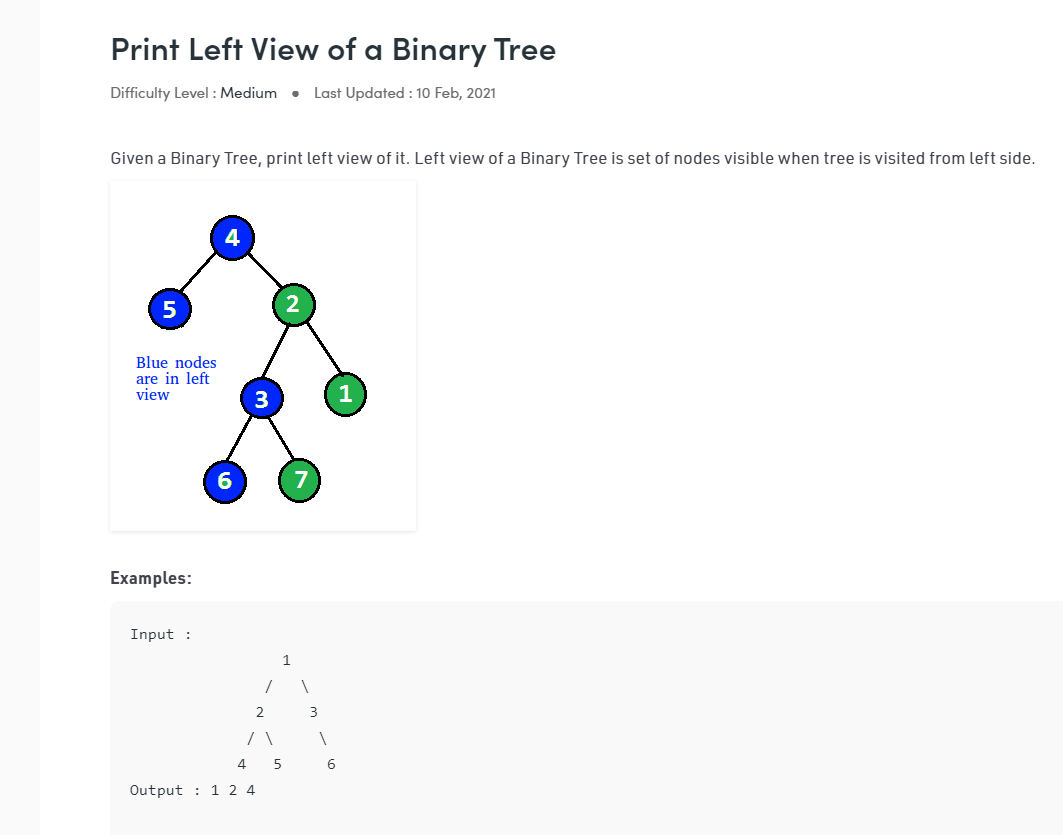 Print Left View of a Binary Tree
Difficulty Level : Medium ● Last Updated : 10 Feb, 2021
Given a Binary Tree, print left view of it. Left view of a Binary Tree is set of nodes visible when tree is visited from left side.
4
5 2
Blue nodes
are in left
view
3 1
6 7
Examples:
Input :
1
/ \
2 3
/ \ \
4 5 6
Output : 1 2 4